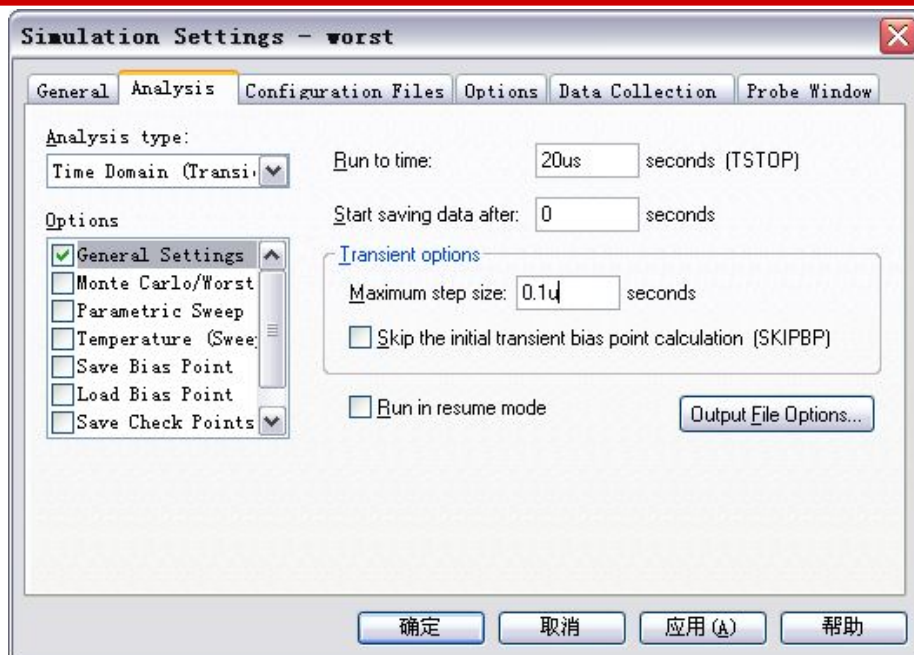 Simulation Settings - worst
General Analysis Configuration Files Options Data Collection Probe Window
Analysis type:
Time Domain (Transi
Options
General Settings
Monte Carlo/Worst
Parametric Sweep
Temperature (Swee
Save Bias Point
Load Bias Point
Save Check Points
Run to time: 20us seconds (TSTOP)
Start saving data after: 0 seconds
Transient options
Maximum step size: 0.1u seconds
Skip the initial transient bias point calculation (SKIPBP)
Run in resume mode
Output File Options...
确定 取消 应用(A) 帮助